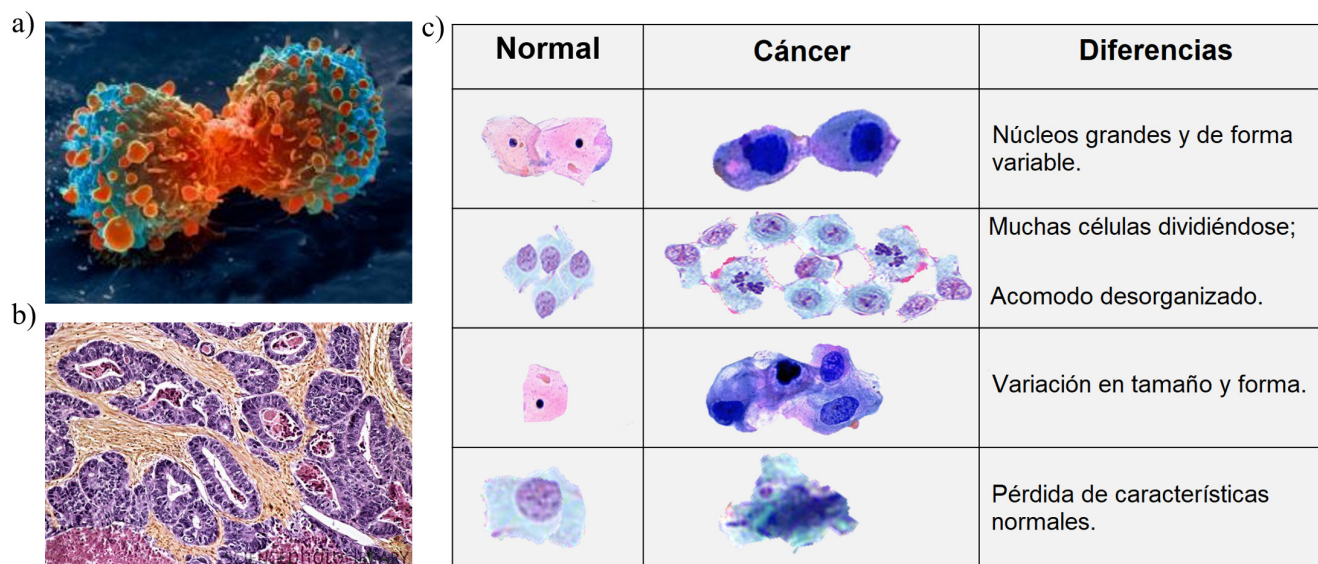 a)
b)
c)
Normal
Cáncer
Diferencias
Núcleos grandes y de forma
variable.
Muchas células dividiéndose;
Acomodo desorganizado.
Variación en tamaño y forma.
Pérdida de características
normales.